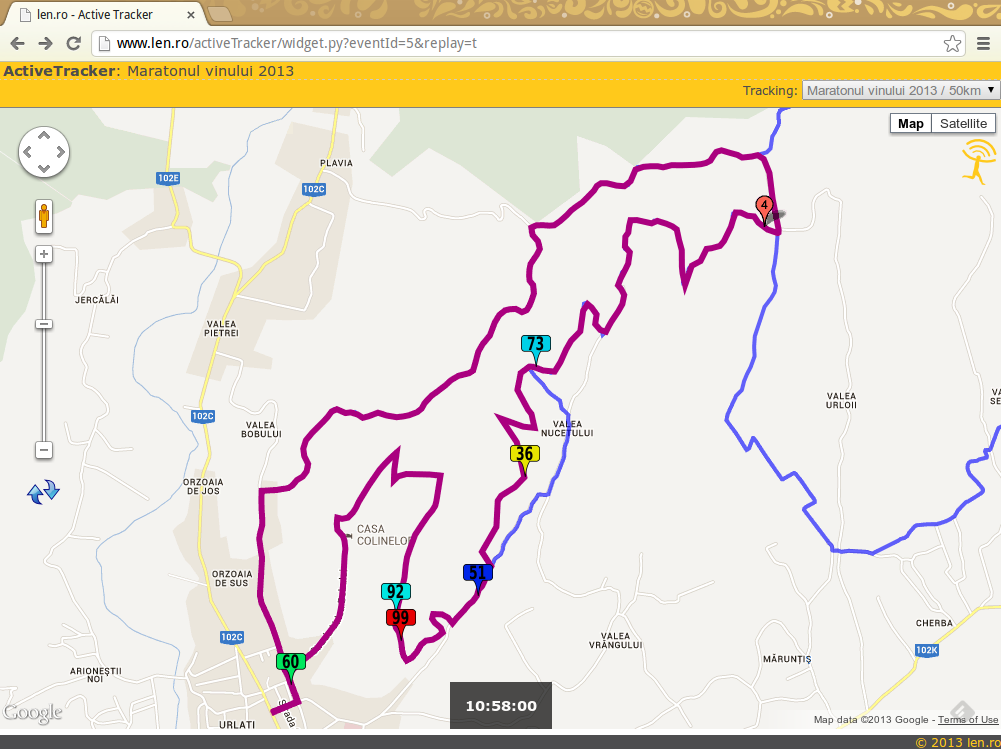 len.ro - Active Tracker
www.len.ro/activeTracker/widget.py?eventId=5&replay=t
ActiveTracker: Maratonul vinului 2013
Tracking: Maratonul vinului 2013 / 50km
Map Satellite
PLAVIA
102E
102C
4
JERCĂLĂI
VALEA
PIETREI
73
VALEA
URLOII
VA
SE
102C
VALEA
BOBULUI
VALEA
NUCETULUI
36
ORZOAIA
DE JOS
CASA
COLINELOR
51
ORZOAIA
DE SUS
92
99
CHERBA
102C
VALEA
VRÂNGULUI
102K
60
MĂRUNȚIȘ
ARIONEȘTII
NOI
Strada
10:58:00
Google
URLATI
Map data ©2013 Google - Terms of Use
© 2013 len.ro